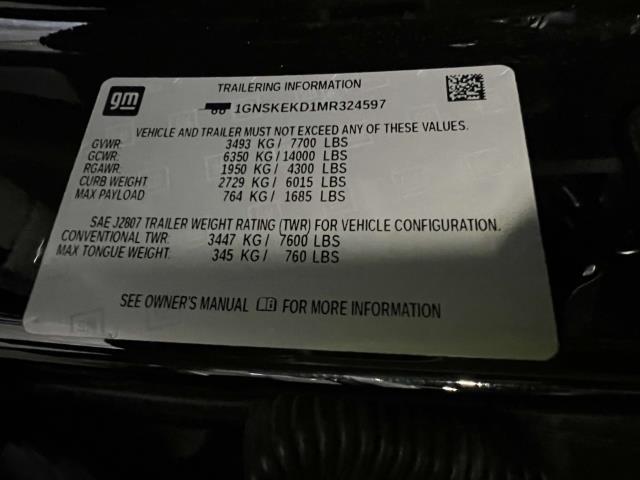 gm
TRAILERING INFORMATION
1GNSKEKD1MR324597
VEHICLE AND TRAILER MUST NOT EXCEED ANY OF THESE VALUES.
GVWR: 3493 KG/ 7700 LBS
GCWR: 6350 KG/ 14000 LBS
RGAWR: 1950 KG/ 4300 LBS
CURB WEIGHT 2729 KG/ 6015 LBS
MAX PAYLOAD 764 KG/ 1685 LBS
SAE J2807 TRAILER WEIGHT RATING (TWR) FOR VEHICLE CONFIGURATION.
CONVENTIONAL TWR: 3447 KG/ 7600 LBS
MAX TONGUE WEIGHT: 345 KG/ 760 LBS
SEE OWNER'S MANUAL FOR MORE INFORMATION